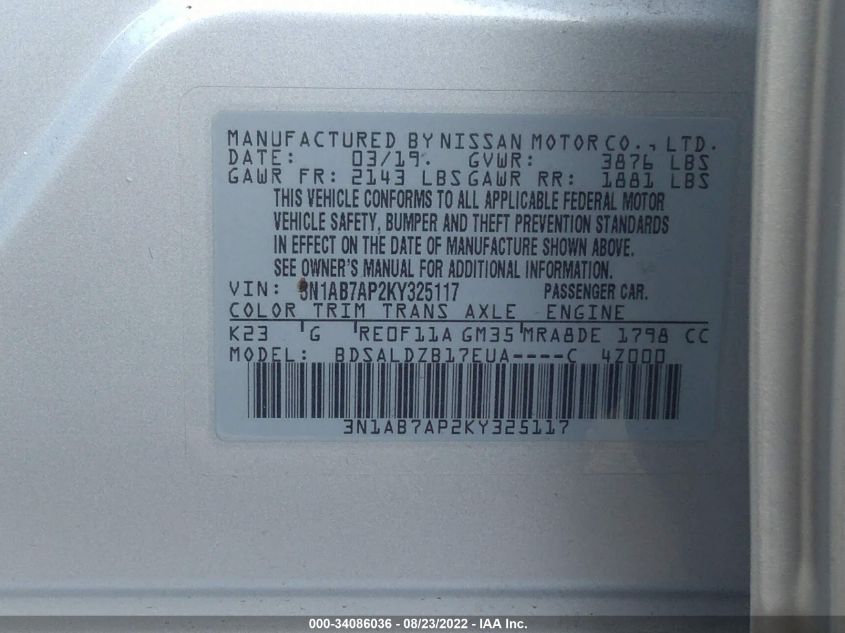 MANUFACTURED BY NISSAN MOTOR CO., LTD.
DATE: 03/19. GVWR: 3876 LBS
GAWR FR: 2143 LBS GAWR RR: 1881 LBS
THIS VEHICLE CONFORMS TO ALL APPLICABLE FEDERAL MOTOR
VEHICLE SAFETY, BUMPER AND THEFT PREVENTION STANDARDS
IN EFFECT ON THE DATE OF MANUFACTURE SHOWN ABOVE.
SEE OWNER'S MANUAL FOR ADDITIONAL INFORMATION.
VIN: 3N1AB7AP2KY325117 PASSENGER CAR.
COLOR TRIM TRANS AXLE ENGINE
K23 G RE0F11A GM35 MRA8DE 1798 CC
MODEL: BDSALDZB17EUA----C 4Z000
3N1AB7AP2KY325117
000-34086036 - 08/23/2022 - IAA Inc.